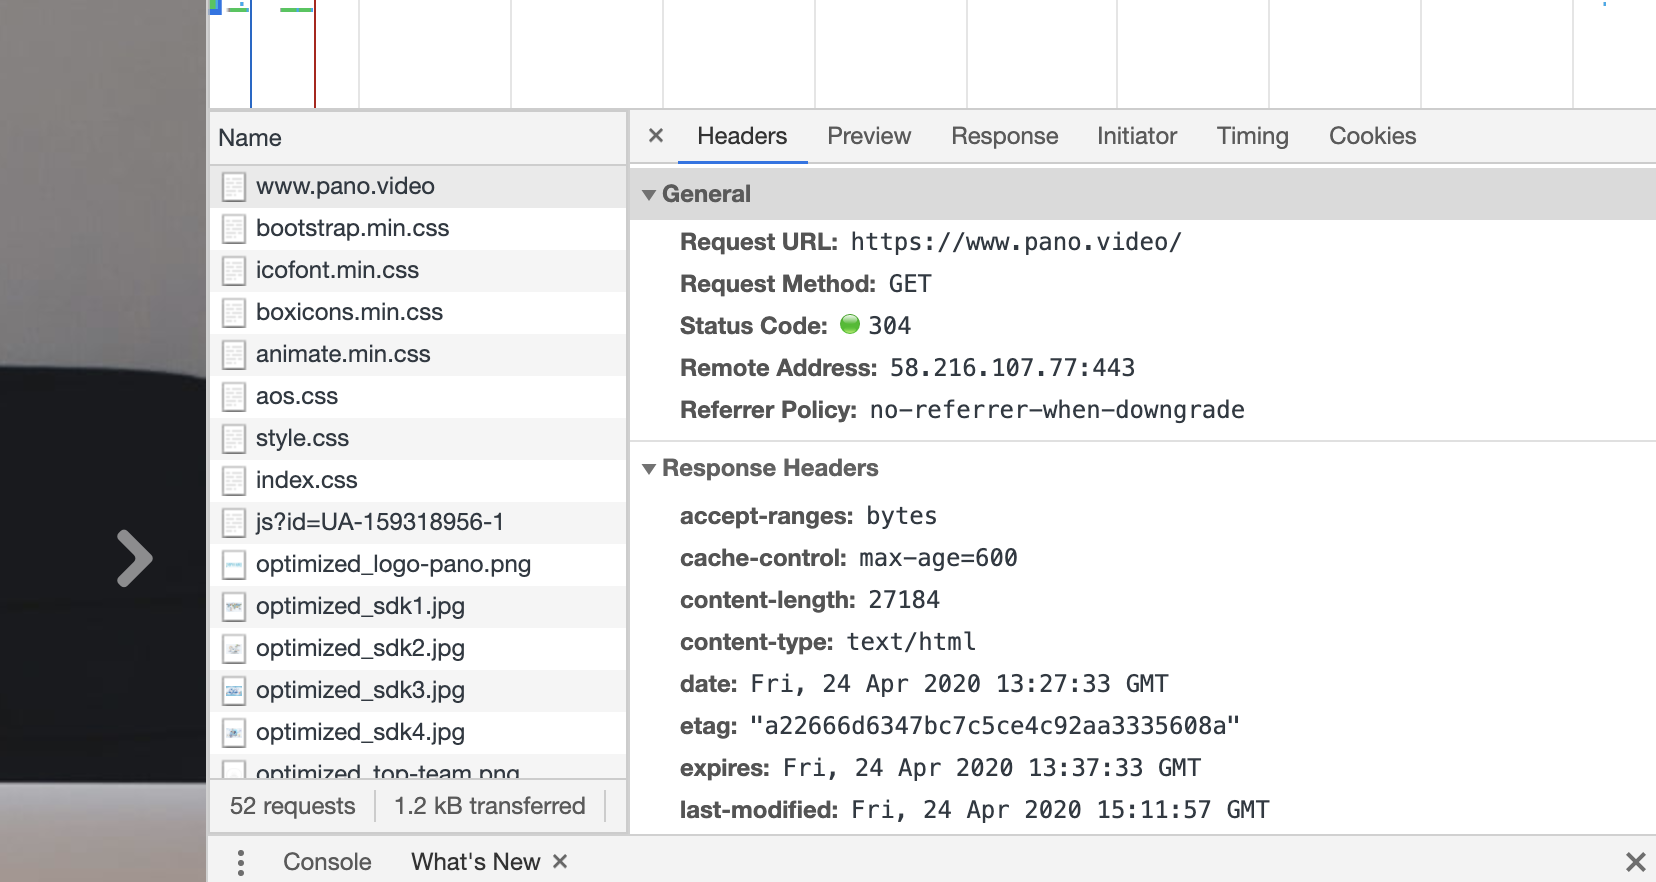 Name
www.pano.video
bootstrap.min.css
icofont.min.css
boxicons.min.css
animate.min.css
aos.css
style.css
index.css
js?id=UA-159318956-1
optimized_logo-pano.png
optimized_sdk1.jpg
optimized_sdk2.jpg
optimized_sdk3.jpg
optimized_sdk4.jpg
optimized_top-team.png
52 requests 1.2 kB transferred
× Headers Preview Response Initiator Timing Cookies
General
Request URL: https://www.pano.video/
Request Method: GET
Status Code: 304
Remote Address: 58.216.107.77:443
Referrer Policy: no-referrer-when-downgrade
Response Headers
accept-ranges: bytes
cache-control: max-age=600
content-length: 27184
content-type: text/html
date: Fri, 24 Apr 2020 13:27:33 GMT
etag: "a22666d6347bc7c5ce4c92aa3335608a"
expires: Fri, 24 Apr 2020 13:37:33 GMT
last-modified: Fri, 24 Apr 2020 15:11:57 GMT
Console What's New ×